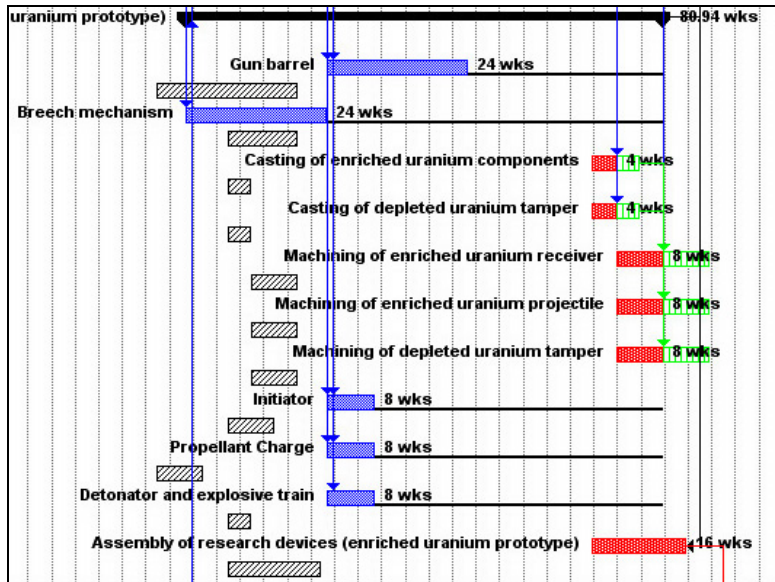 uranium prototype) 80.94 wks
Gun barrel 24 wks
Breech mechanism 24 wks
Casting of enriched uranium components 4 wks
Casting of depleted uranium tamper 4 wks
Machining of enriched uranium receiver 8 wks
Machining of enriched uranium projectile 8 wks
Machining of depleted uranium tamper 8 wks
Initiator 8 wks
Propellant Charge 8 wks
Detonator and explosive train 8 wks
Assembly of research devices (enriched uranium prototype) 16 wks